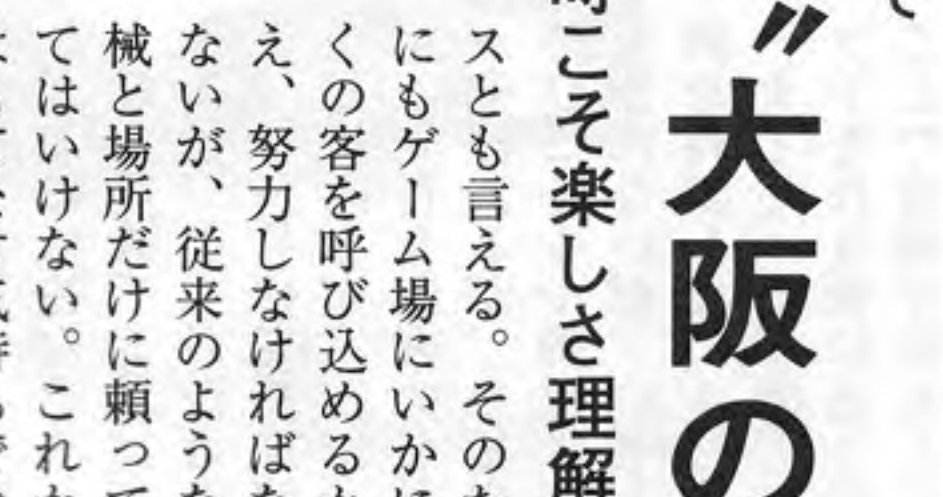 て
〃大阪の
時こそ楽しさ理解
スとも言える。その
にもゲーム場にいか
くの客を呼び込める
え、努力しなければ
ないが、従来のよう
械と場所だけに頼って
てはいけない。これ